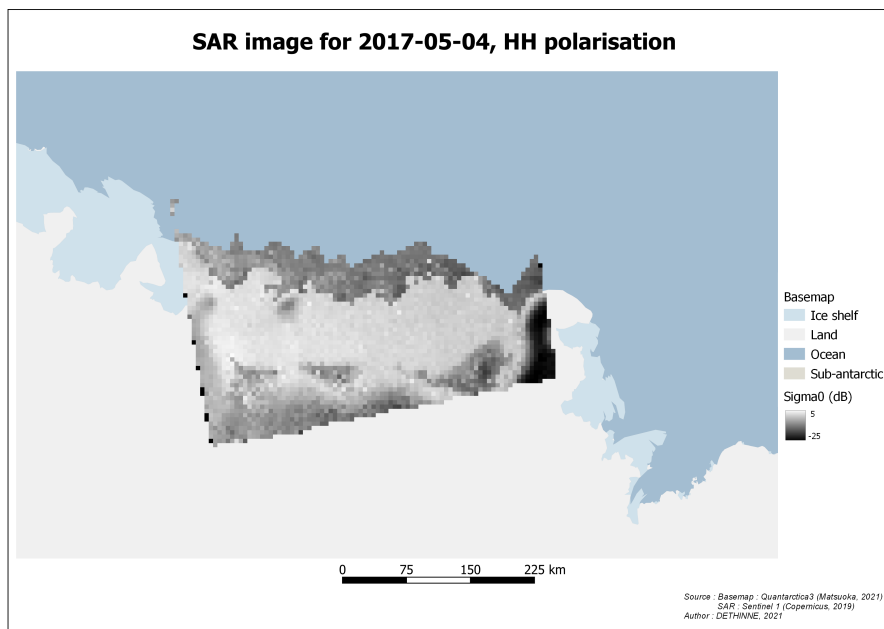 SAR image for 2017-05-04, HH polarisation
Basemap
Ice shelf
Land
Ocean
Sub-antarctic
Sigma0 (dB)
5
-25
0 75 150 225 km
Source : Basemap : Quantarctica3 (Matsuoka, 2021)
SAR : Sentinel 1 (Copernicus, 2019)
Author : DETHINNE, 2021